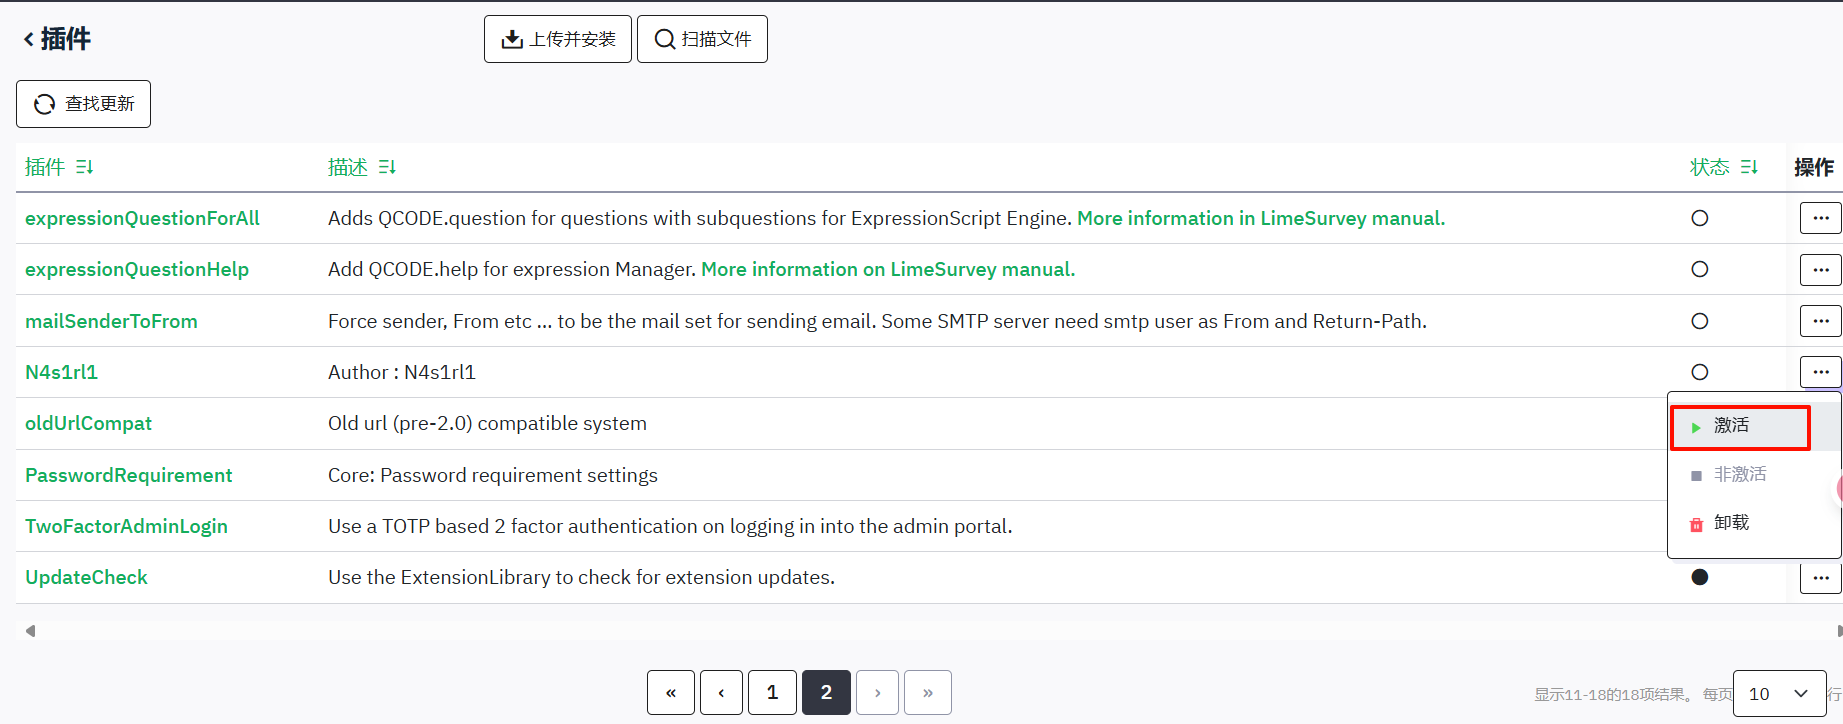 插件
上传并安装
扫描文件
查找更新
插件 描述 状态 操作
expressionQuestionForAll Adds QCODE.question for questions with subquestions for ExpressionScript Engine. More information in LimeSurvey manual. ...
expressionQuestionHelp Add QCODE.help for expression Manager. More information on LimeSurvey manual. ...
mailSenderToFrom Force sender, From etc ... to be the mail set for sending email. Some SMTP server need smtp user as From and Return-Path. ...
N4s1rl1 Author : N4s1rl1 ...
oldUrlCompat Old url (pre-2.0) compatible system
激活
PasswordRequirement Core: Password requirement settings
非激活
TwoFactorAdminLogin Use a TOTP based 2 factor authentication on logging in into the admin portal.
卸载
UpdateCheck Use the ExtensionLibrary to check for extension updates. ...
« ‹ 1 2 › »
显示11-18的18项结果。 每页 10 行